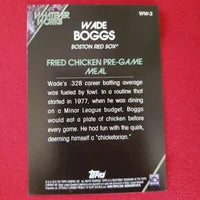 WHATEVER
WORKS
WW-3
WADE
BOGGS
BOSTON RED SOX
FRIED CHICKEN PRE-GAME
MEAL
Wade's .328 career batting average
was fueled by fowl. In a routine that
started in 1977, when he was dining
on a Minor League budget, Boggs
would eat a plate of chicken before
every game. He had fun with the quirk,
deeming himself a "chickentarian."
Topps